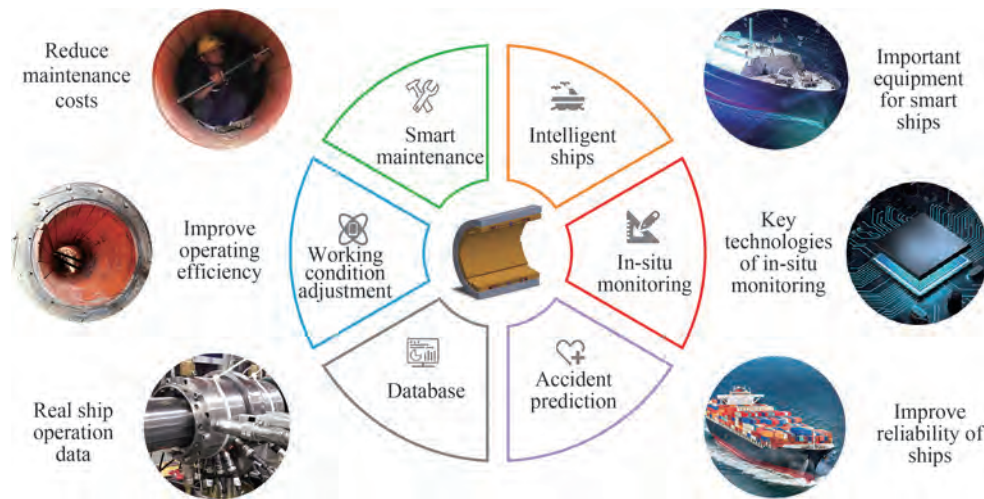 Reduce
maintenance
costs
Smart
maintenance
Intelligent
ships
Important
equipment
for smart
ships
Improve
operating
efficiency
Working
condition
adjustment
In-situ
monitoring
Key
technologies
of in-situ
monitoring
Real ship
operation
data
Database
Accident
prediction
Improve
reliability of
ships